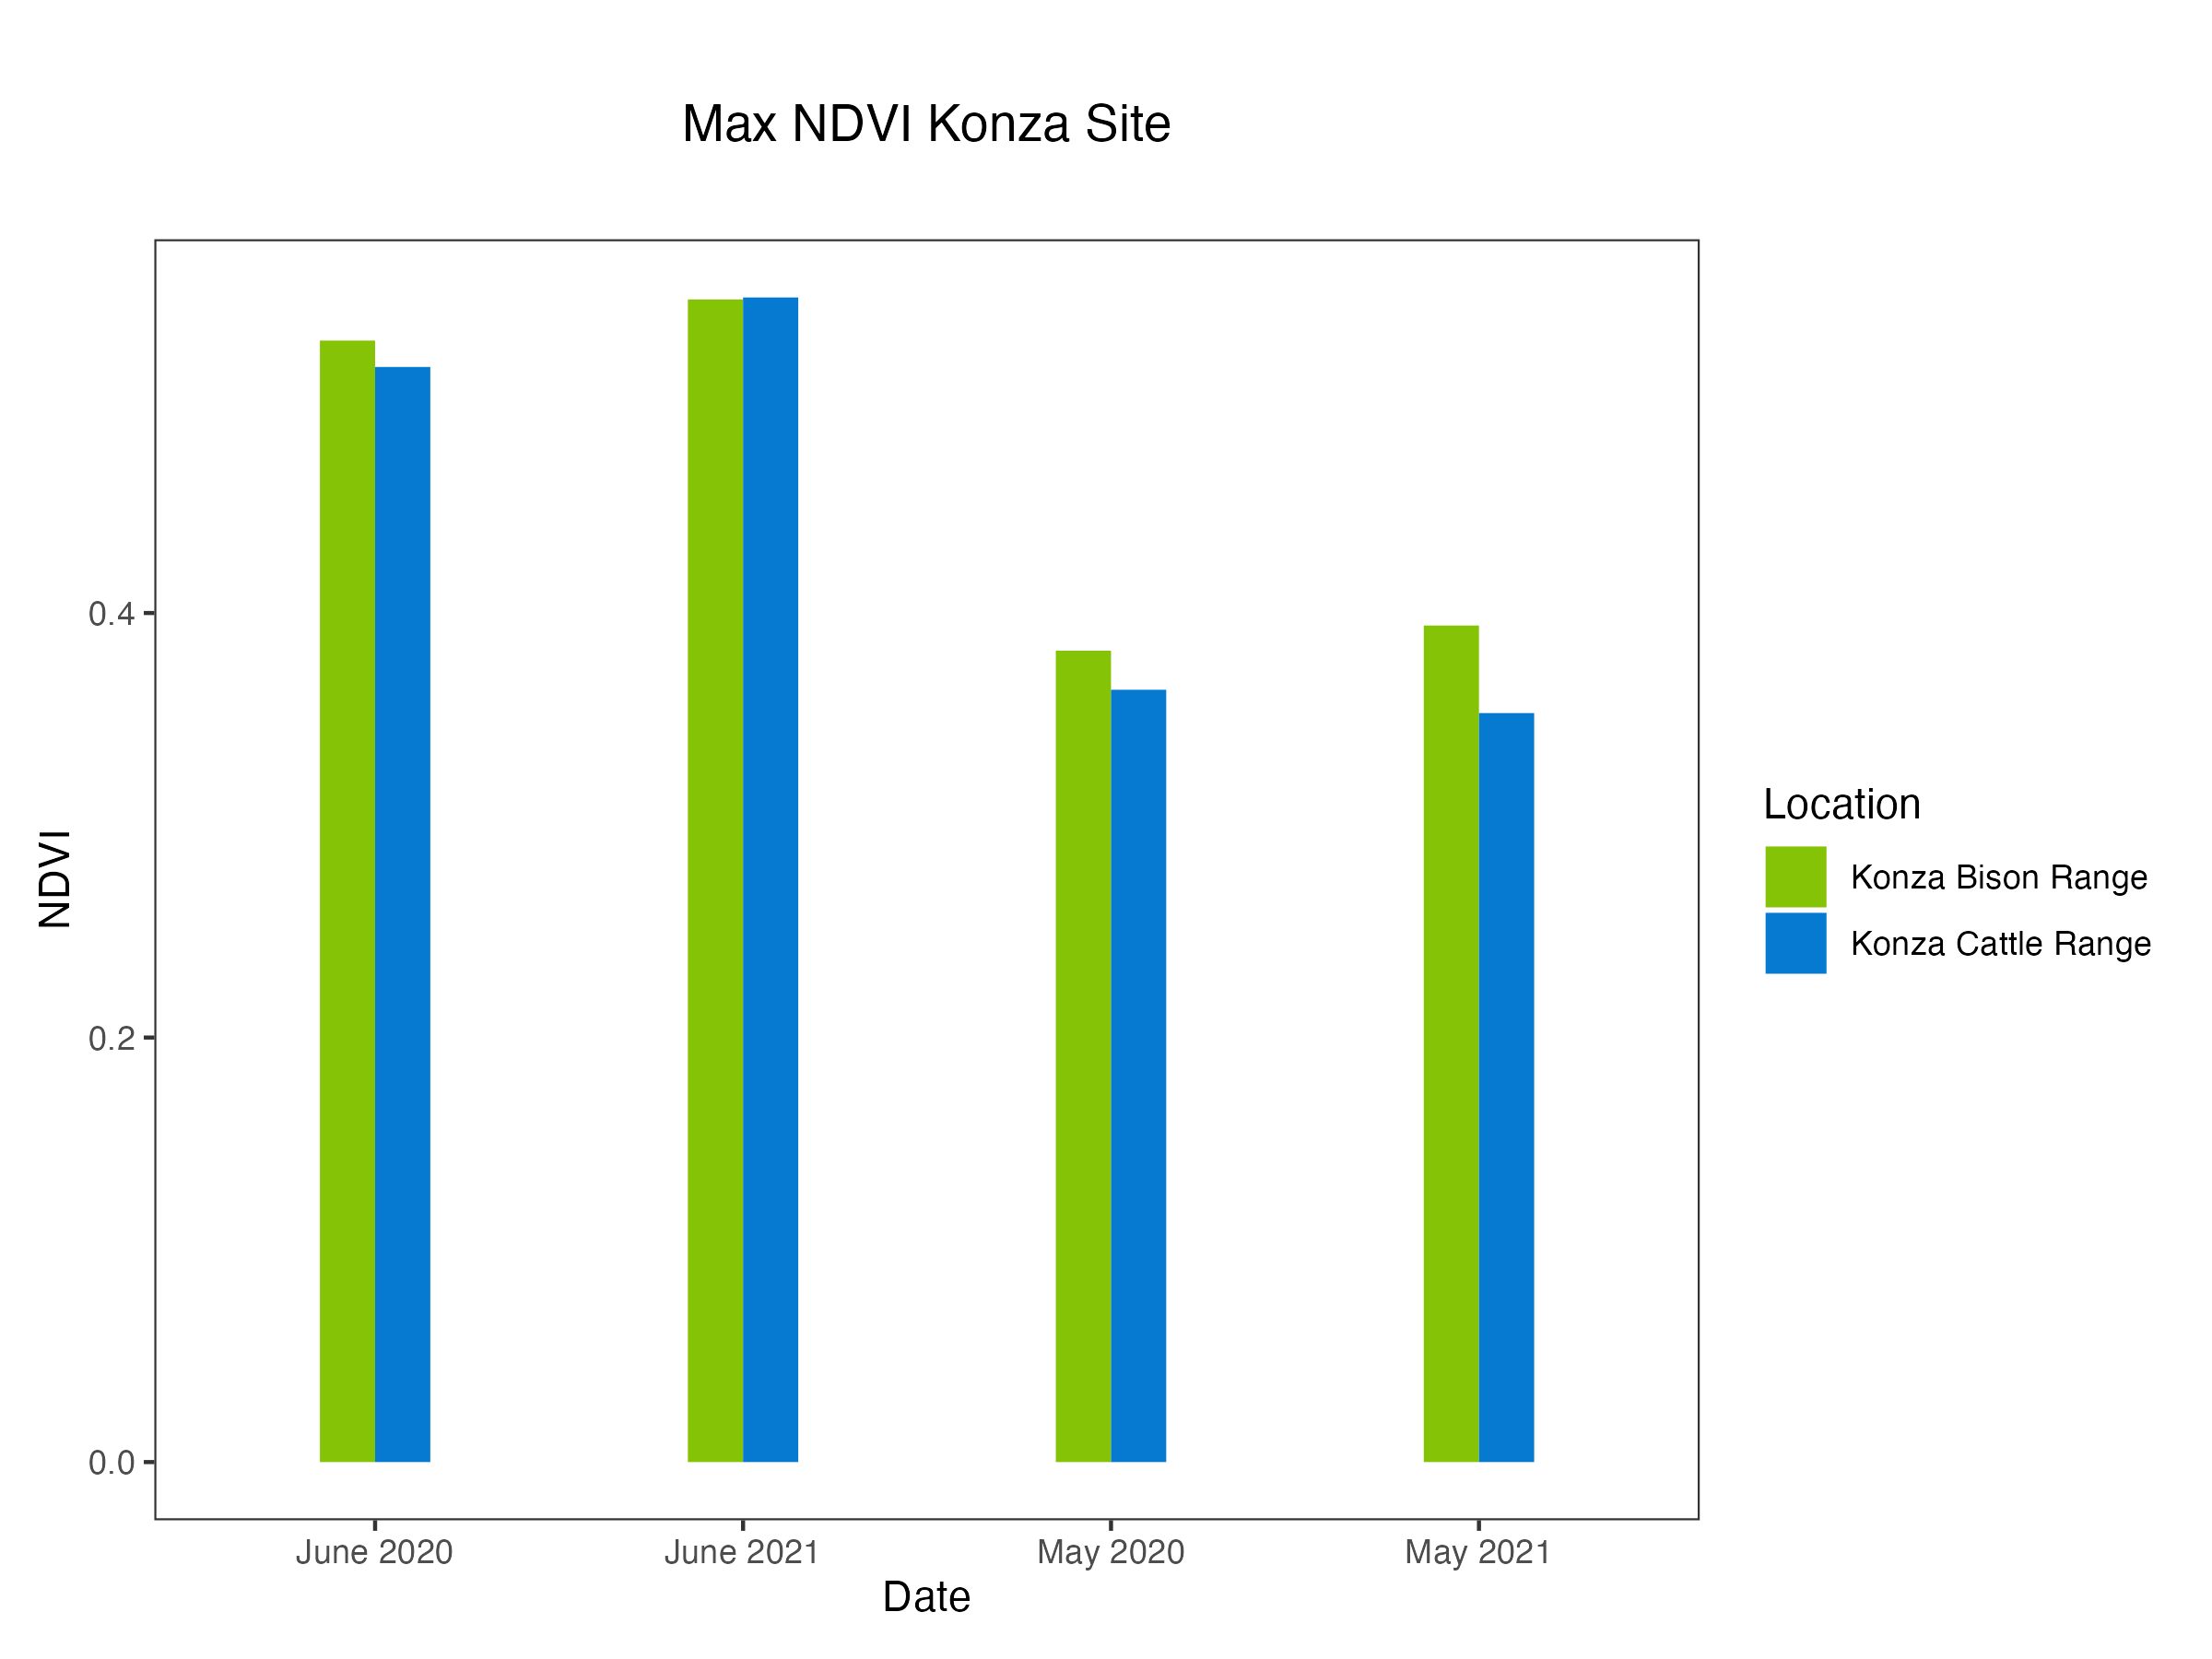 Max NDVI Konza Site
NDVI
0.4
0.2
0.0
June 2020
June 2021
May 2020
May 2021
Date
Location
Konza Bison Range
Konza Cattle Range